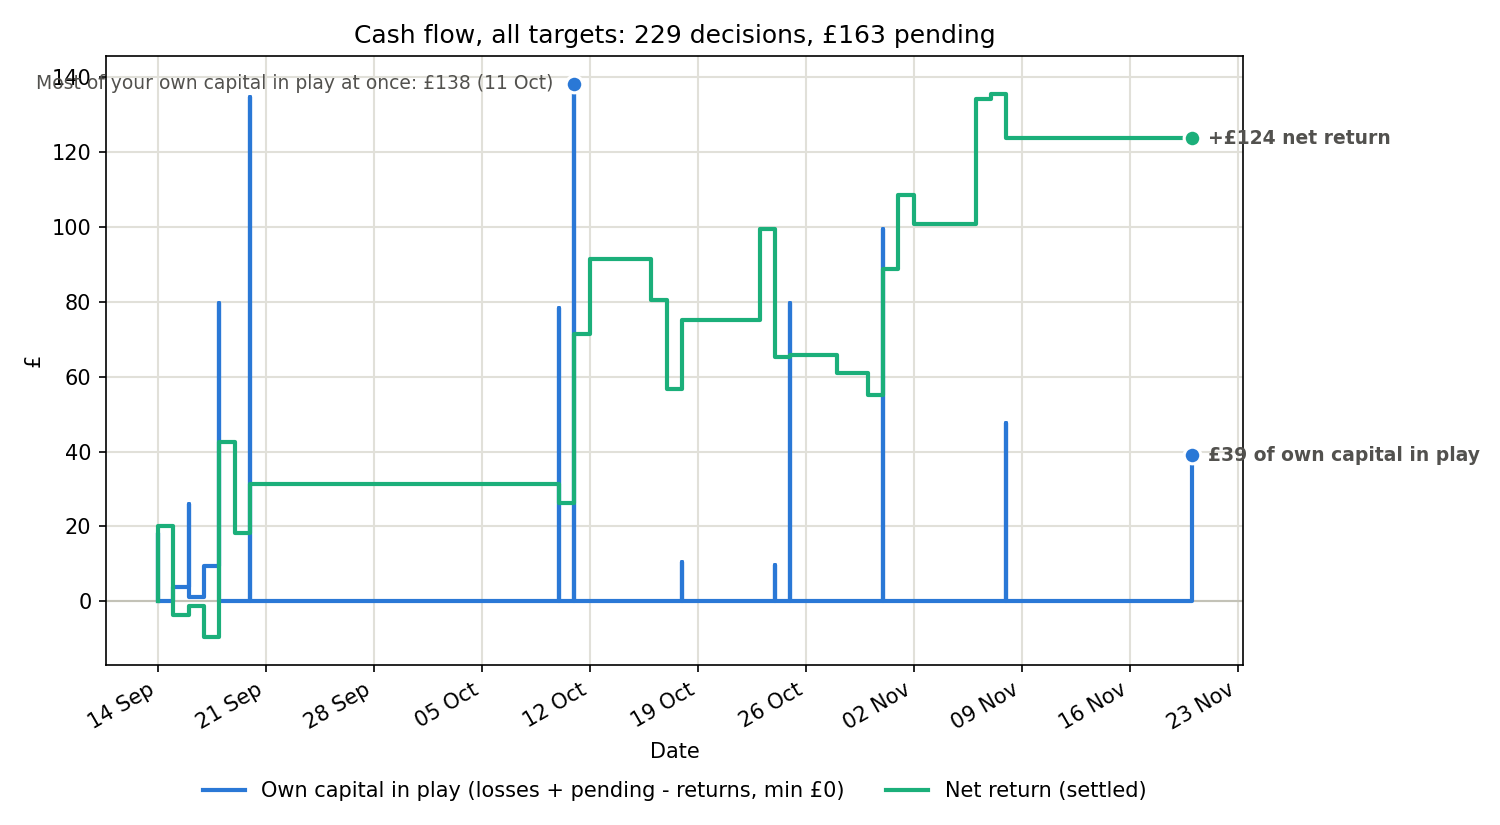 Cash flow, all targets: 229 decisions, £163 pending
Most of your own capital in play at once: £138 (11 Oct)
140
120
100
80
60
40
20
0
£
+£124 net return
£39 of own capital in play
14 Sep
21 Sep
28 Sep
05 Oct
12 Oct
19 Oct
26 Oct
02 Nov
09 Nov
16 Nov
23 Nov
Date
Own capital in play (losses + pending - returns, min £0)
Net return (settled)